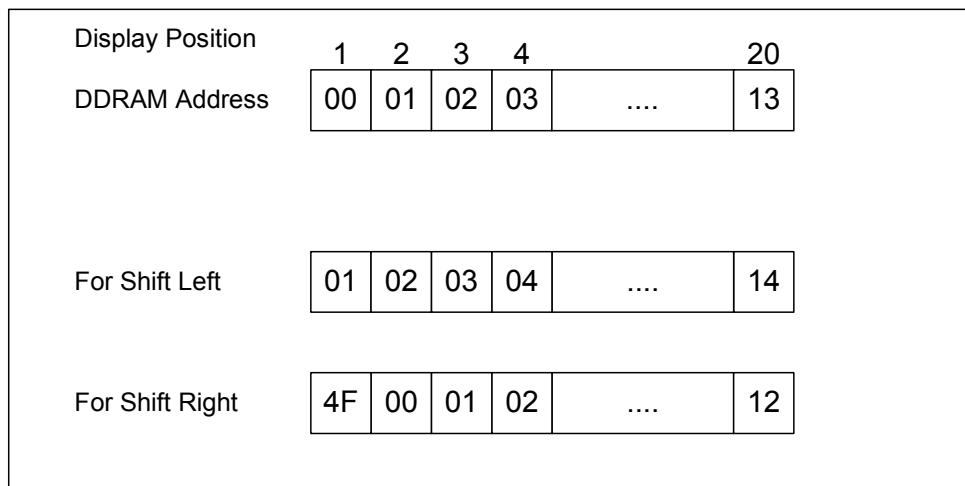 Display Position 1 2 3 4 20
DDRAM Address 00 01 02 03 .... 13
For Shift Left 01 02 03 04 .... 14
For Shift Right 4F 00 01 02 .... 12